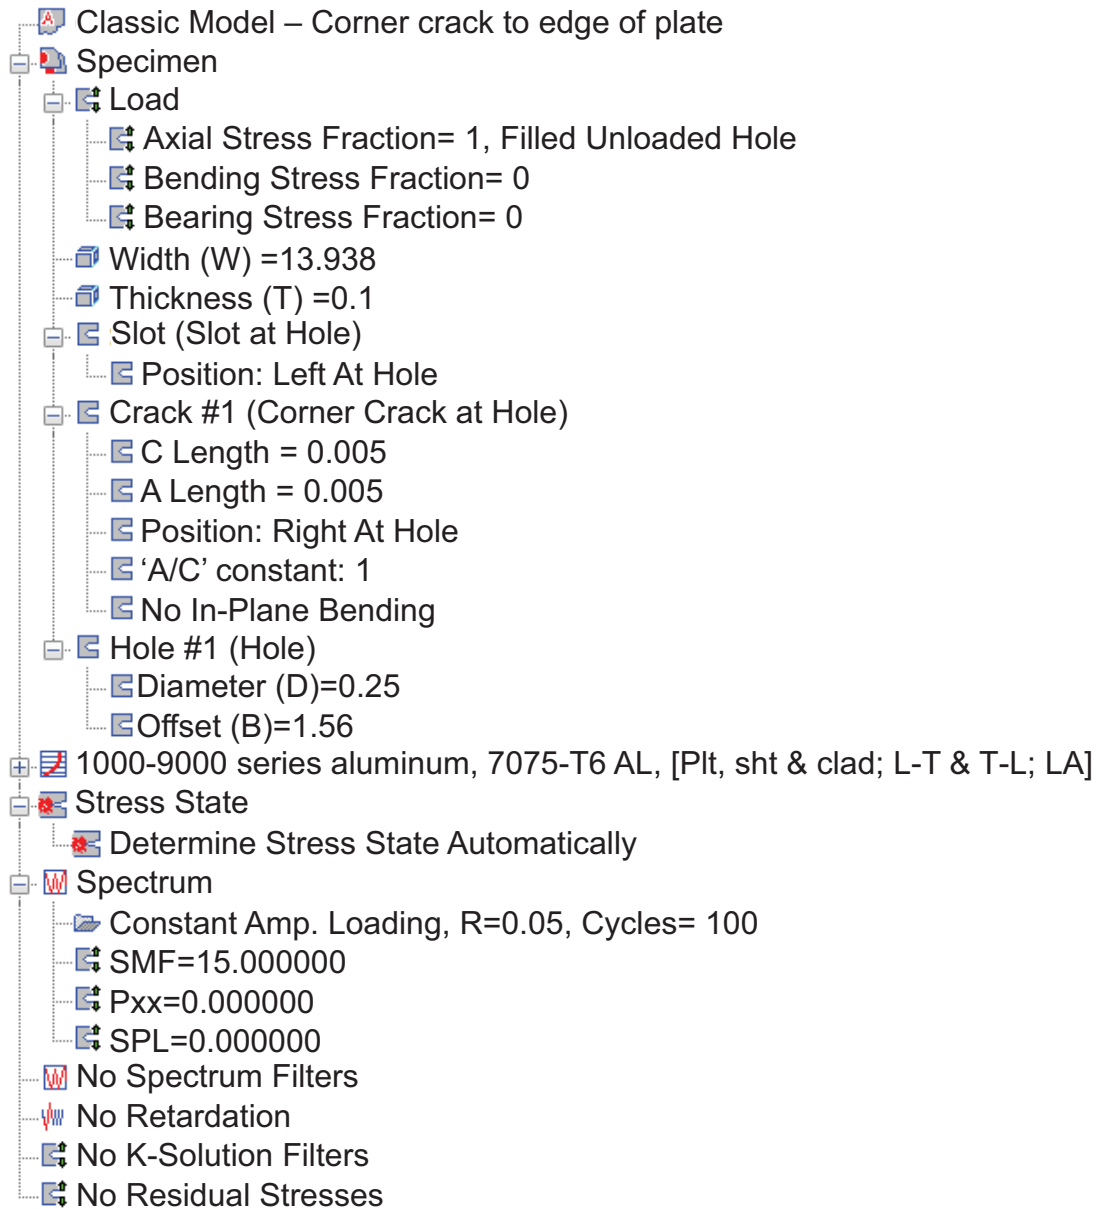 Classic Model – Corner crack to edge of plate
Specimen
Load
Axial Stress Fraction= 1, Filled Unloaded Hole
Bending Stress Fraction= 0
Bearing Stress Fraction= 0
Width (W) =13.938
Thickness (T) =0.1
Slot (Slot at Hole)
Position: Left At Hole
Crack #1 (Corner Crack at Hole)
C Length = 0.005
A Length = 0.005
Position: Right At Hole
‘A/C’ constant: 1
No In-Plane Bending
Hole #1 (Hole)
Diameter (D)=0.25
Offset (B)=1.56
1000-9000 series aluminum, 7075-T6 AL, [Plt, sht & clad; L-T & T-L; LA]
Stress State
Determine Stress State Automatically
Spectrum
Constant Amp. Loading, R=0.05, Cycles= 100
SMF=15.000000
Pxx=0.000000
SPL=0.000000
No Spectrum Filters
No Retardation
No K-Solution Filters
No Residual Stresses